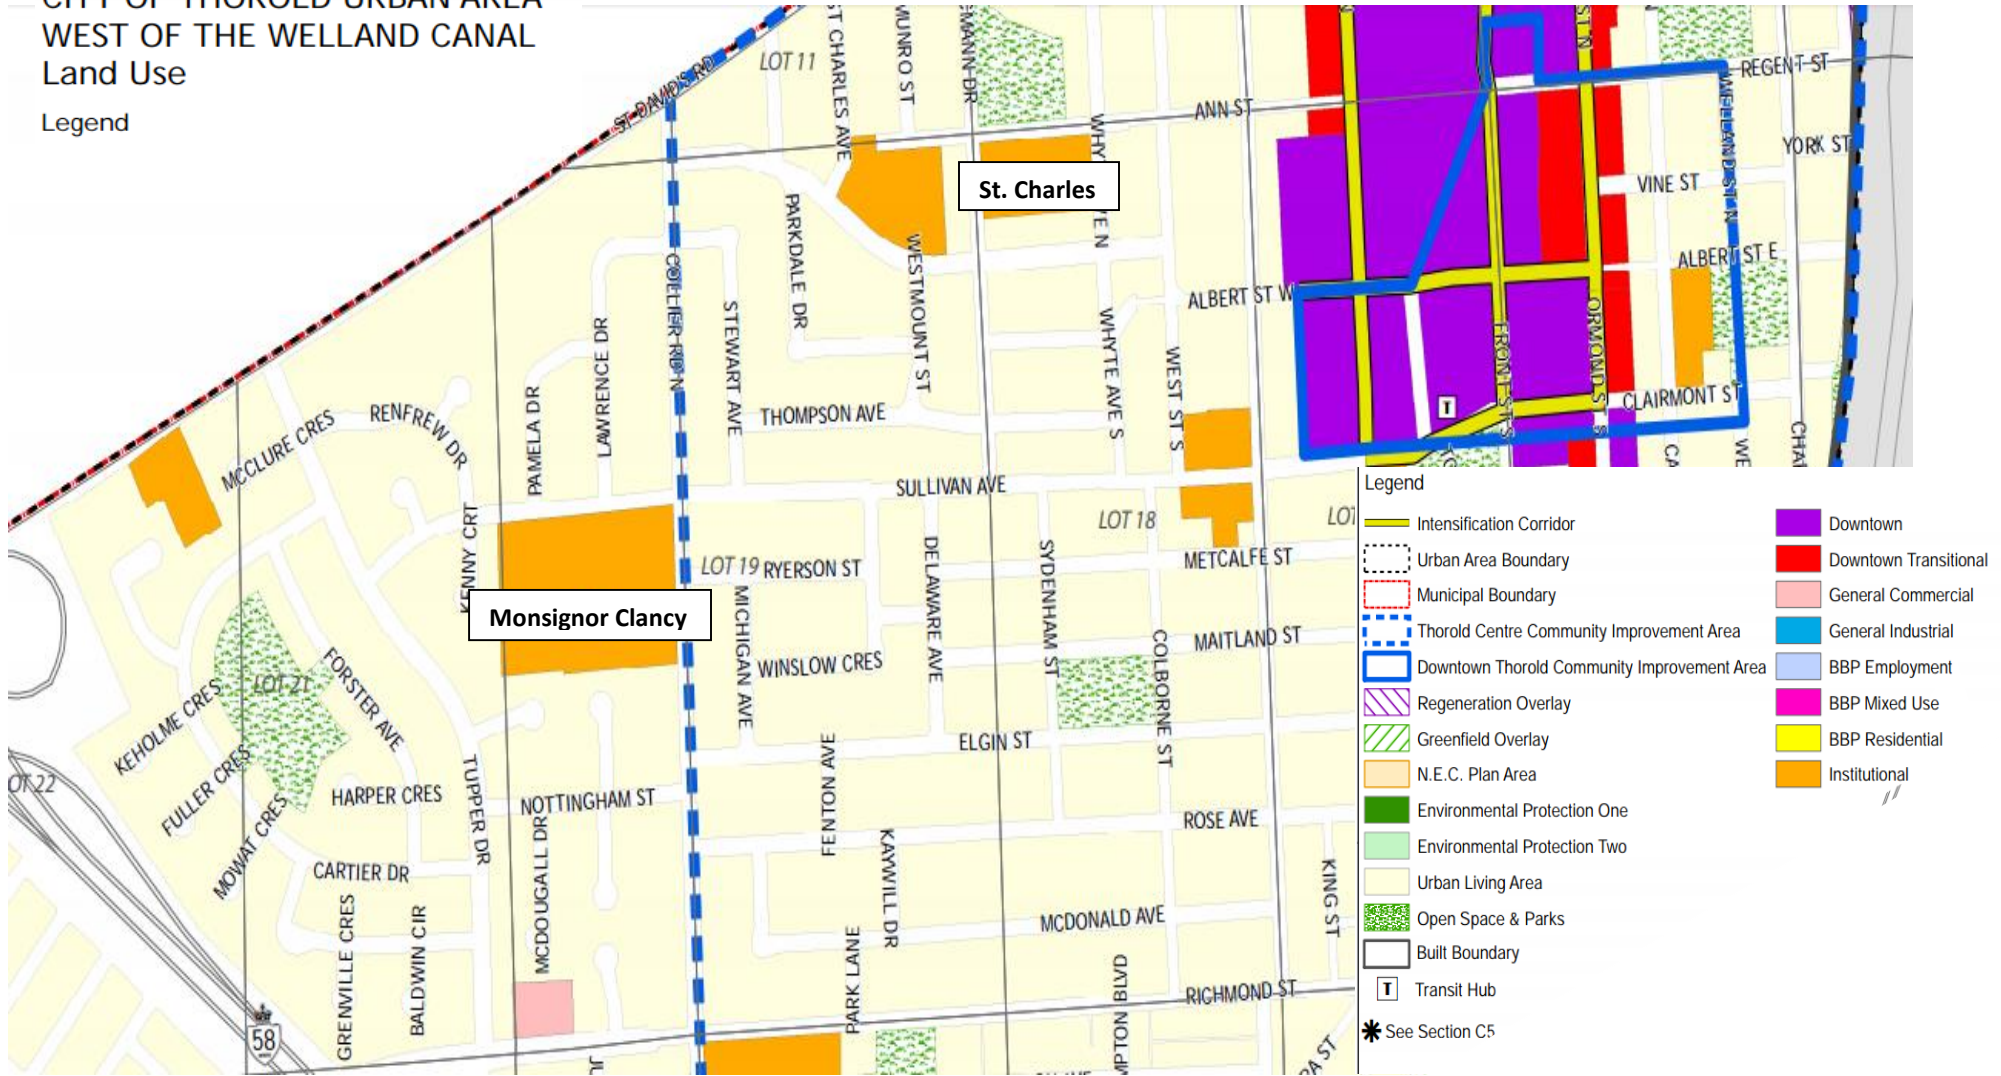 CITY OF THOROLD URBAN AREA
WEST OF THE WELLAND CANAL
Land Use
Legend
ST DAVID'S RD
LOT 11
ST CHARLES AVE
MUNRO ST
ANN ST
REGENT ST
WELLAND ST N
YORK ST
VINE ST
ALBERT ST E
St. Charles
PARKDALE DR
WESTMOUNT ST
COLLIER RD N
STEWART AVE
LAWRENCE DR
PAMELA DR
ALBERT ST W
WHYTE AVE S
WEST ST S
FRONT ST S
ORMOND ST S
T
CLAIRMONT ST
THOMPSON AVE
RENFREW DR
MCCLURE CRES
SULLIVAN AVE
KENNY CRT
LOT 18
METCALFE ST
LOT 19
RYERSON ST
DELAWARE AVE
SYDENHAM ST
Monsignor Clancy
MICHIGAN AVE
WINSLOW CRES
MAITLAND ST
COLBORNE ST
LOT 21
FORSTER AVE
KEHOLME CRES
FULLER CRES
MOWAT CRES
HARPER CRES
TUPPER DR
NOTTINGHAM ST
MCDOUGALL DR
ELGIN ST
FENTON AVE
KAYWILL DR
ROSE AVE
KING ST
CARTIER DR
GRENVILLE CRES
BALDWIN CIR
MCDONALD AVE
PARK LANE
RICHMOND ST
58
Legend
Intensification Corridor
Urban Area Boundary
Municipal Boundary
Thorold Centre Community Improvement Area
Downtown Thorold Community Improvement Area
Regeneration Overlay
Greenfield Overlay
N.E.C. Plan Area
Environmental Protection One
Environmental Protection Two
Urban Living Area
Open Space & Parks
Built Boundary
T Transit Hub
See Section C5
Downtown
Downtown Transitional
General Commercial
General Industrial
BBP Employment
BBP Mixed Use
BBP Residential
Institutional